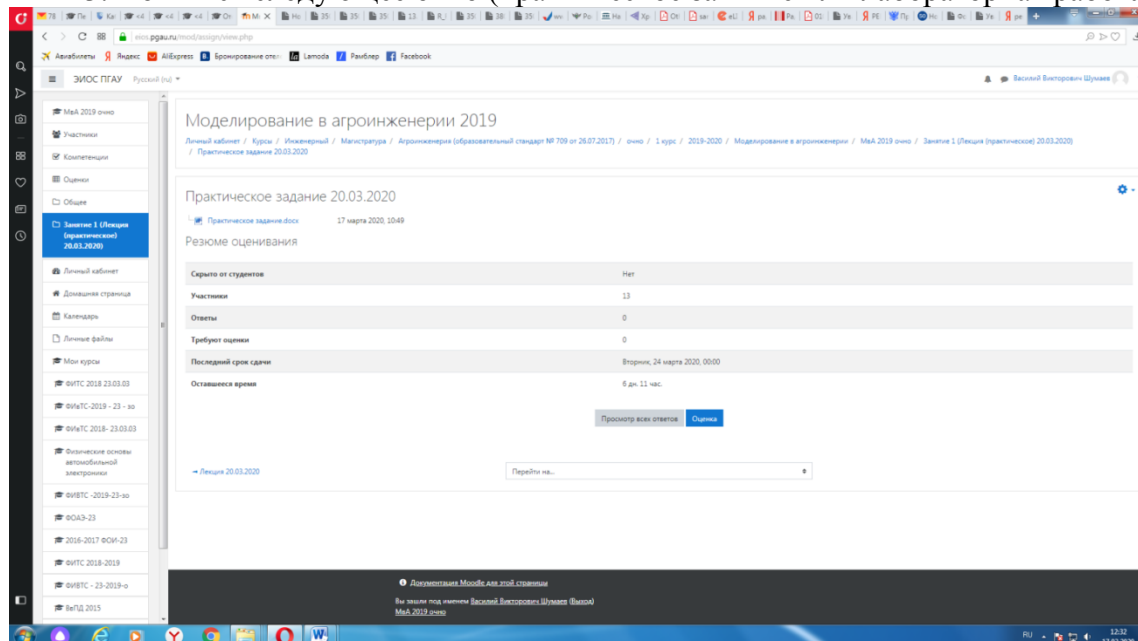 eios.pgau.ru/mod/assign/view.php
Авиабилеты Яндекс AliExpress Бронирование отел Lamoda Рамблер Facebook
ЭИОС ПГАУ Русский (ru)
Василий Викторович Шумаев
МвА 2019 очно
Участники
Компетенции
Оценки
Общее
Занятие 1 (Лекция
(практическое)
20.03.2020)
Личный кабинет
Домашняя страница
Календарь
Личные файлы
Мои курсы
ФИТС 2018 23.03.03
ФИвТС-2019 - 23 - зо
ФИвТС 2018- 23.03.03
Физические основы
автомобильной
электроники
ФИВТС -2019-23-зо
ФОАЭ-23
2016-2017 ФОИ-23
ФИТС 2018-2019
ФИВТС - 23-2019-о
ВвПД 2015
Моделирование в агроинженерии 2019
Личный кабинет / Курсы / Инженерный / Магистратура / Агроинженерия (образовательный стандарт № 709 от 26.07.2017) / очно / 1 курс / 2019-2020 / Моделирование в агроинженерии / МвА 2019 очно / Занятие 1 (Лекция (практическое) 20.03.2020)
/ Практическое задание 20.03.2020
Практическое задание 20.03.2020
Практическое задание.docx 17 марта 2020, 10:49
Резюме оценивания
Скрыто от студентов Нет
Участники 13
Ответы 0
Требуют оценки 0
Последний срок сдачи Вторник, 24 марта 2020, 00:00
Оставшееся время 6 дн. 11 час.
Просмотр всех ответов Оценка
→ Лекция 20.03.2020
Перейти на...
Документация Moodle для этой страницы
Вы зашли под именем Василий Викторович Шумаев (Выход)
МвА 2019 очно
RU 12:32